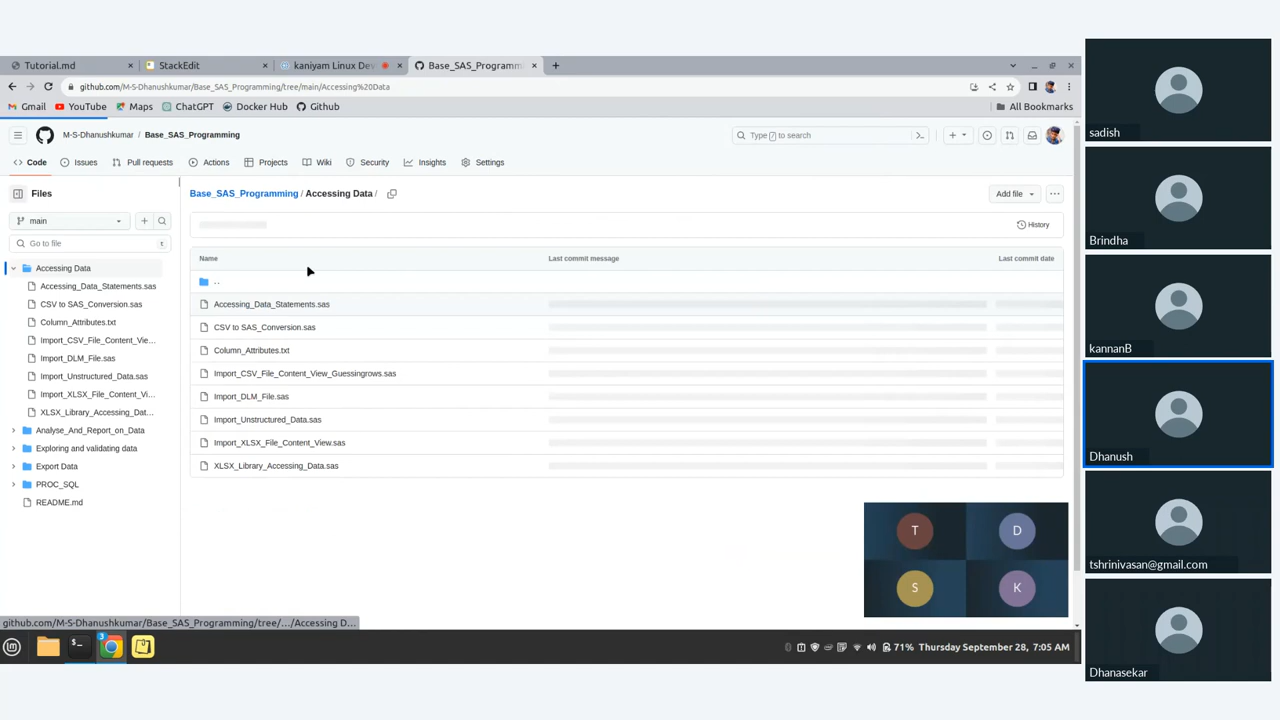 Tutorial.md
StackEdit
kaniyam Linux Dev
Base_SAS_Programm
github.com/M-S-Dhanushkumar/Base_SAS_Programming/tree/main/Accessing%20Data
Gmail YouTube Maps ChatGPT Docker Hub Github All Bookmarks
M-S-Dhanushkumar / Base_SAS_Programming
Type / to search
Code Issues Pull requests Actions Projects Wiki Security Insights Settings
Files
main
Go to file t
Accessing Data
Accessing_Data_Statements.sas
CSV to SAS_Conversion.sas
Column_Attributes.txt
Import_CSV_File_Content_Vie...
Import_DLM_File.sas
Import_Unstructured_Data.sas
Import_XLSX_File_Content_Vi...
XLSX_Library_Accessing_Dat...
Analyse_And_Report_on_Data
Exploring and validating data
Export Data
PROC_SQL
README.md
Base_SAS_Programming / Accessing Data /
Add file
History
Name Last commit message Last commit date
..
Accessing_Data_Statements.sas
CSV to SAS_Conversion.sas
Column_Attributes.txt
Import_CSV_File_Content_View_Guessingrows.sas
Import_DLM_File.sas
Import_Unstructured_Data.sas
Import_XLSX_File_Content_View.sas
XLSX_Library_Accessing_Data.sas
T D
S K
github.com/M-S-Dhanushkumar/Base_SAS_Programming/tree/.../Accessing D...
3
71% Thursday September 28, 7:05 AM
sadish
Brindha
kannanB
Dhanush
tshrinivasan@gmail.com
Dhanasekar